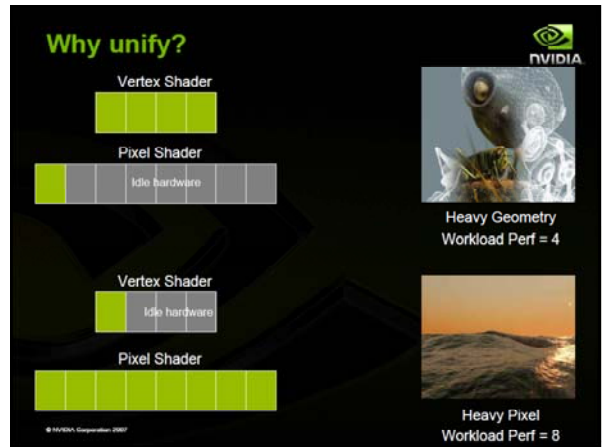 Why unify?
NVIDIA.
Vertex Shader
Pixel Shader
Idle hardware
Heavy Geometry
Workload Perf = 4
Vertex Shader
Idle hardware
Pixel Shader
Heavy Pixel
Workload Perf = 8
© NVIDIA Corporation 2007